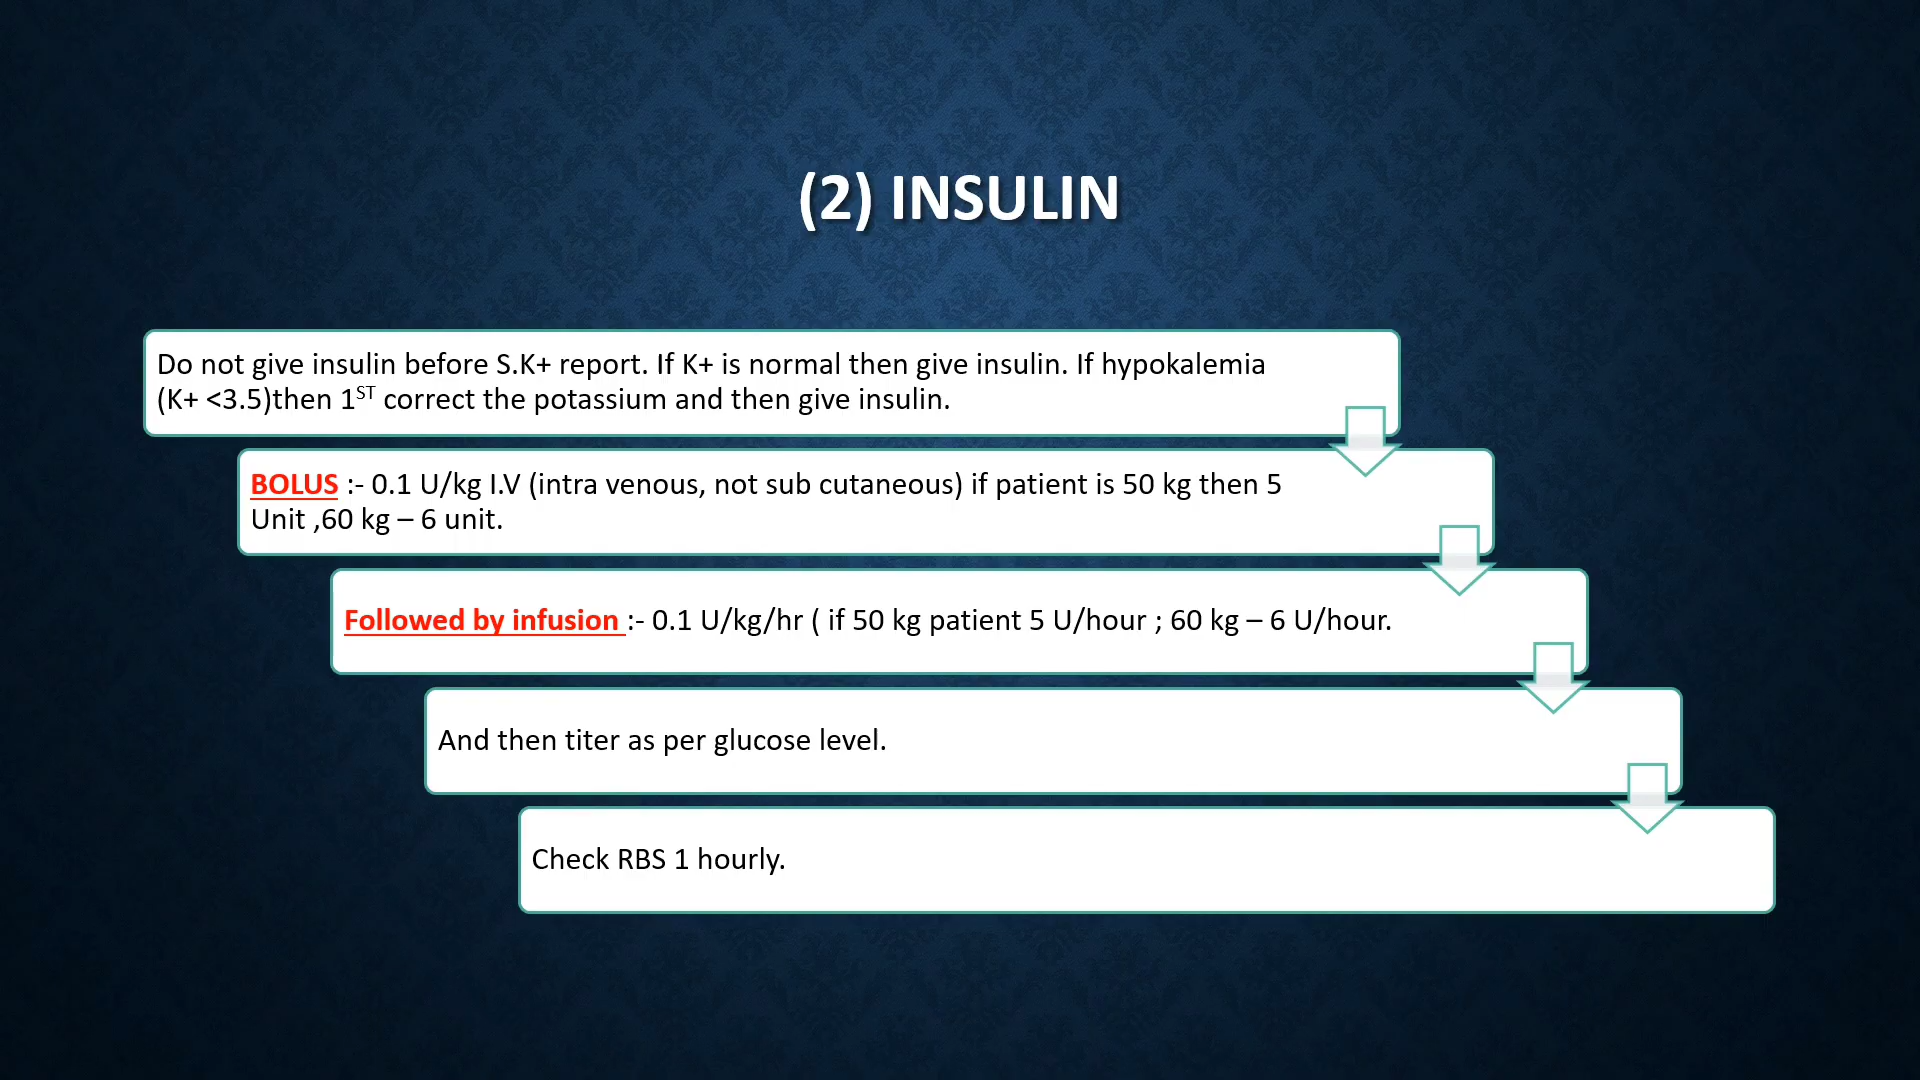 (2) INSULIN
Do not give insulin before S.K+ report. If K+ is normal then give insulin. If hypokalemia
(K+ <3.5)then 1ST correct the potassium and then give insulin.
BOLUS :- 0.1 U/kg I.V (intra venous, not sub cutaneous) if patient is 50 kg then 5
Unit ,60 kg – 6 unit.
Followed by infusion :- 0.1 U/kg/hr ( if 50 kg patient 5 U/hour ; 60 kg – 6 U/hour.
And then titer as per glucose level.
Check RBS 1 hourly.